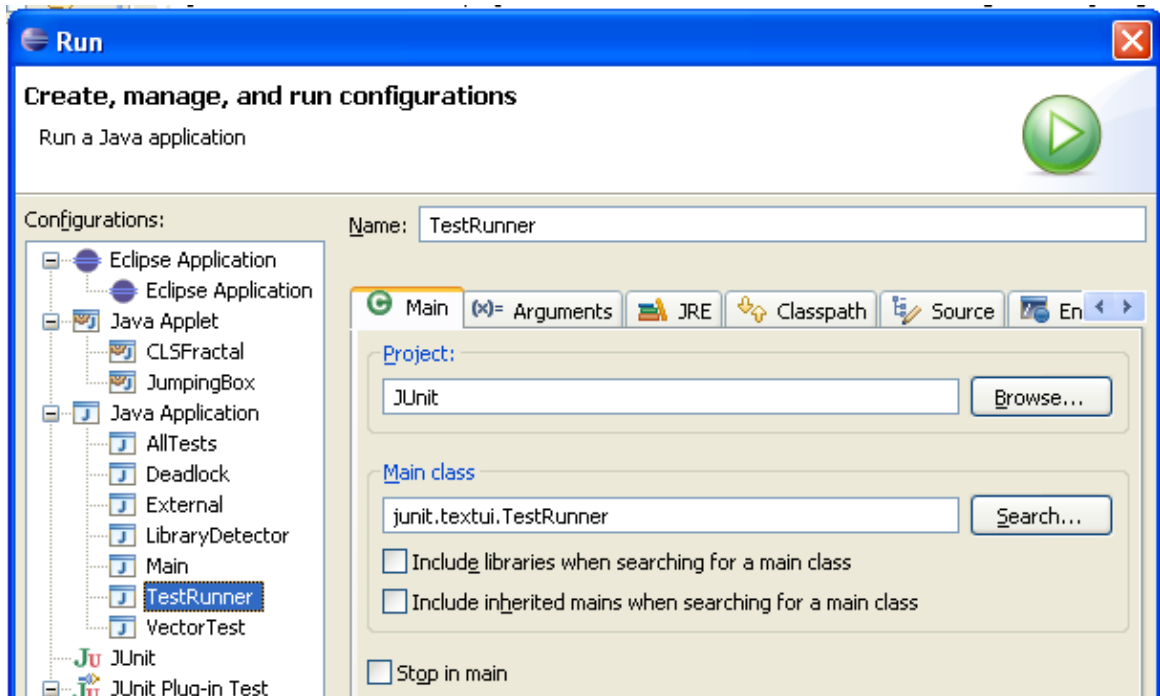 Run
Create, manage, and run configurations
Run a Java application
Configurations:
Eclipse Application
Eclipse Application
Java Applet
CLSFractal
JumpingBox
Java Application
AllTests
Deadlock
External
LibraryDetector
Main
TestRunner
VectorTest
JUnit
JUnit Plug-in Test
Name: TestRunner
Main (x)= Arguments JRE Classpath Source En
Project:
JUnit Browse...
Main class
junit.textui.TestRunner Search...
Include libraries when searching for a main class
Include inherited mains when searching for a main class
Stop in main